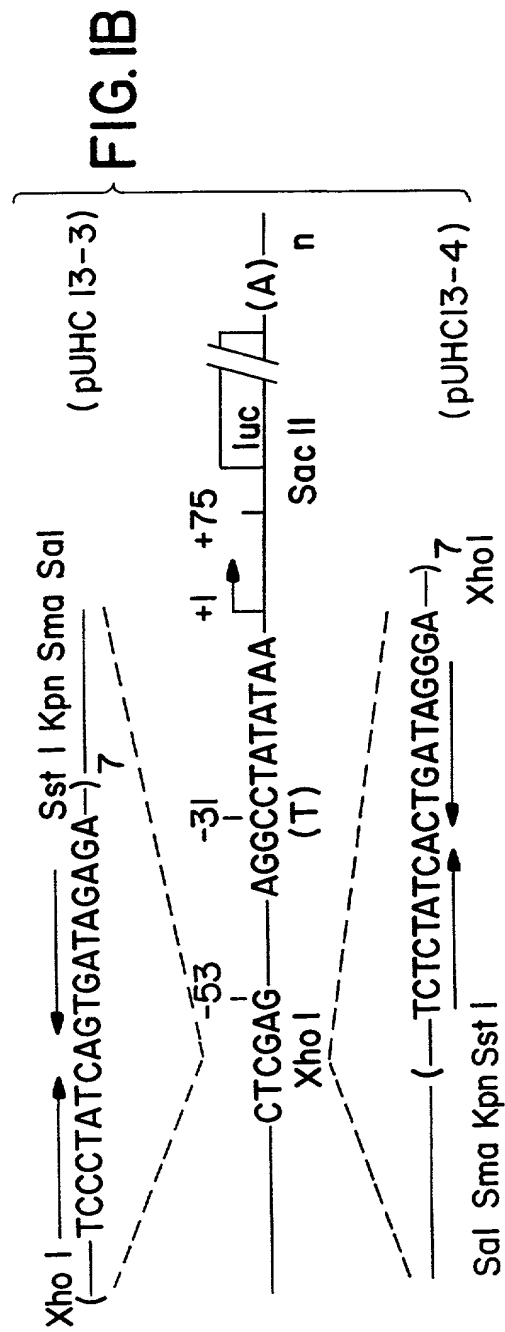 FIG. 1B
Xho I Sst I Kpn Sma Sal
(—TCCCTATCAGTGATAGAGA—)7 (pUHC 13-3)
-53 -31 +1 +75
CTCGAG AGGCCTATATAA luc (A) n
Xho I (T) Sac II
(—TCTCTATCACTGATAGGGA—)7 (pUHC13-4)
Sal Sma Kpn Sst I Xho I